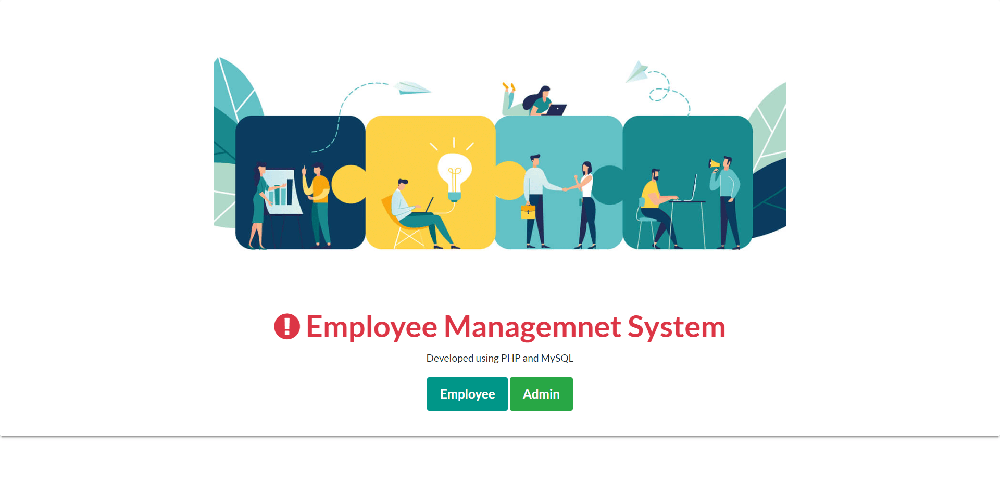 Employee Managemnet System
Developed using PHP and MySQL
Employee Admin